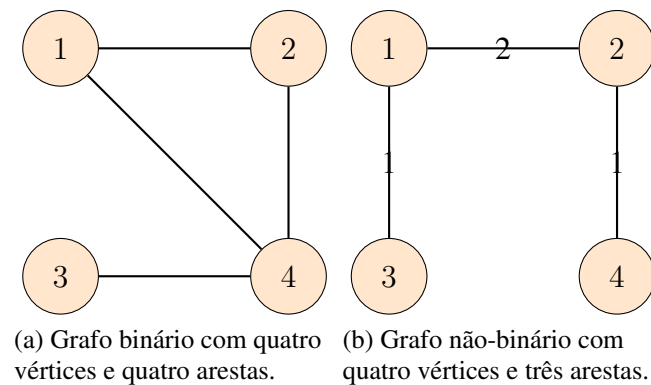 1 2 1 2 2
1 1
3 4 3 4
(a) Grafo binário com quatro
vértices e quatro arestas.
(b) Grafo não-binário com
quatro vértices e três arestas.